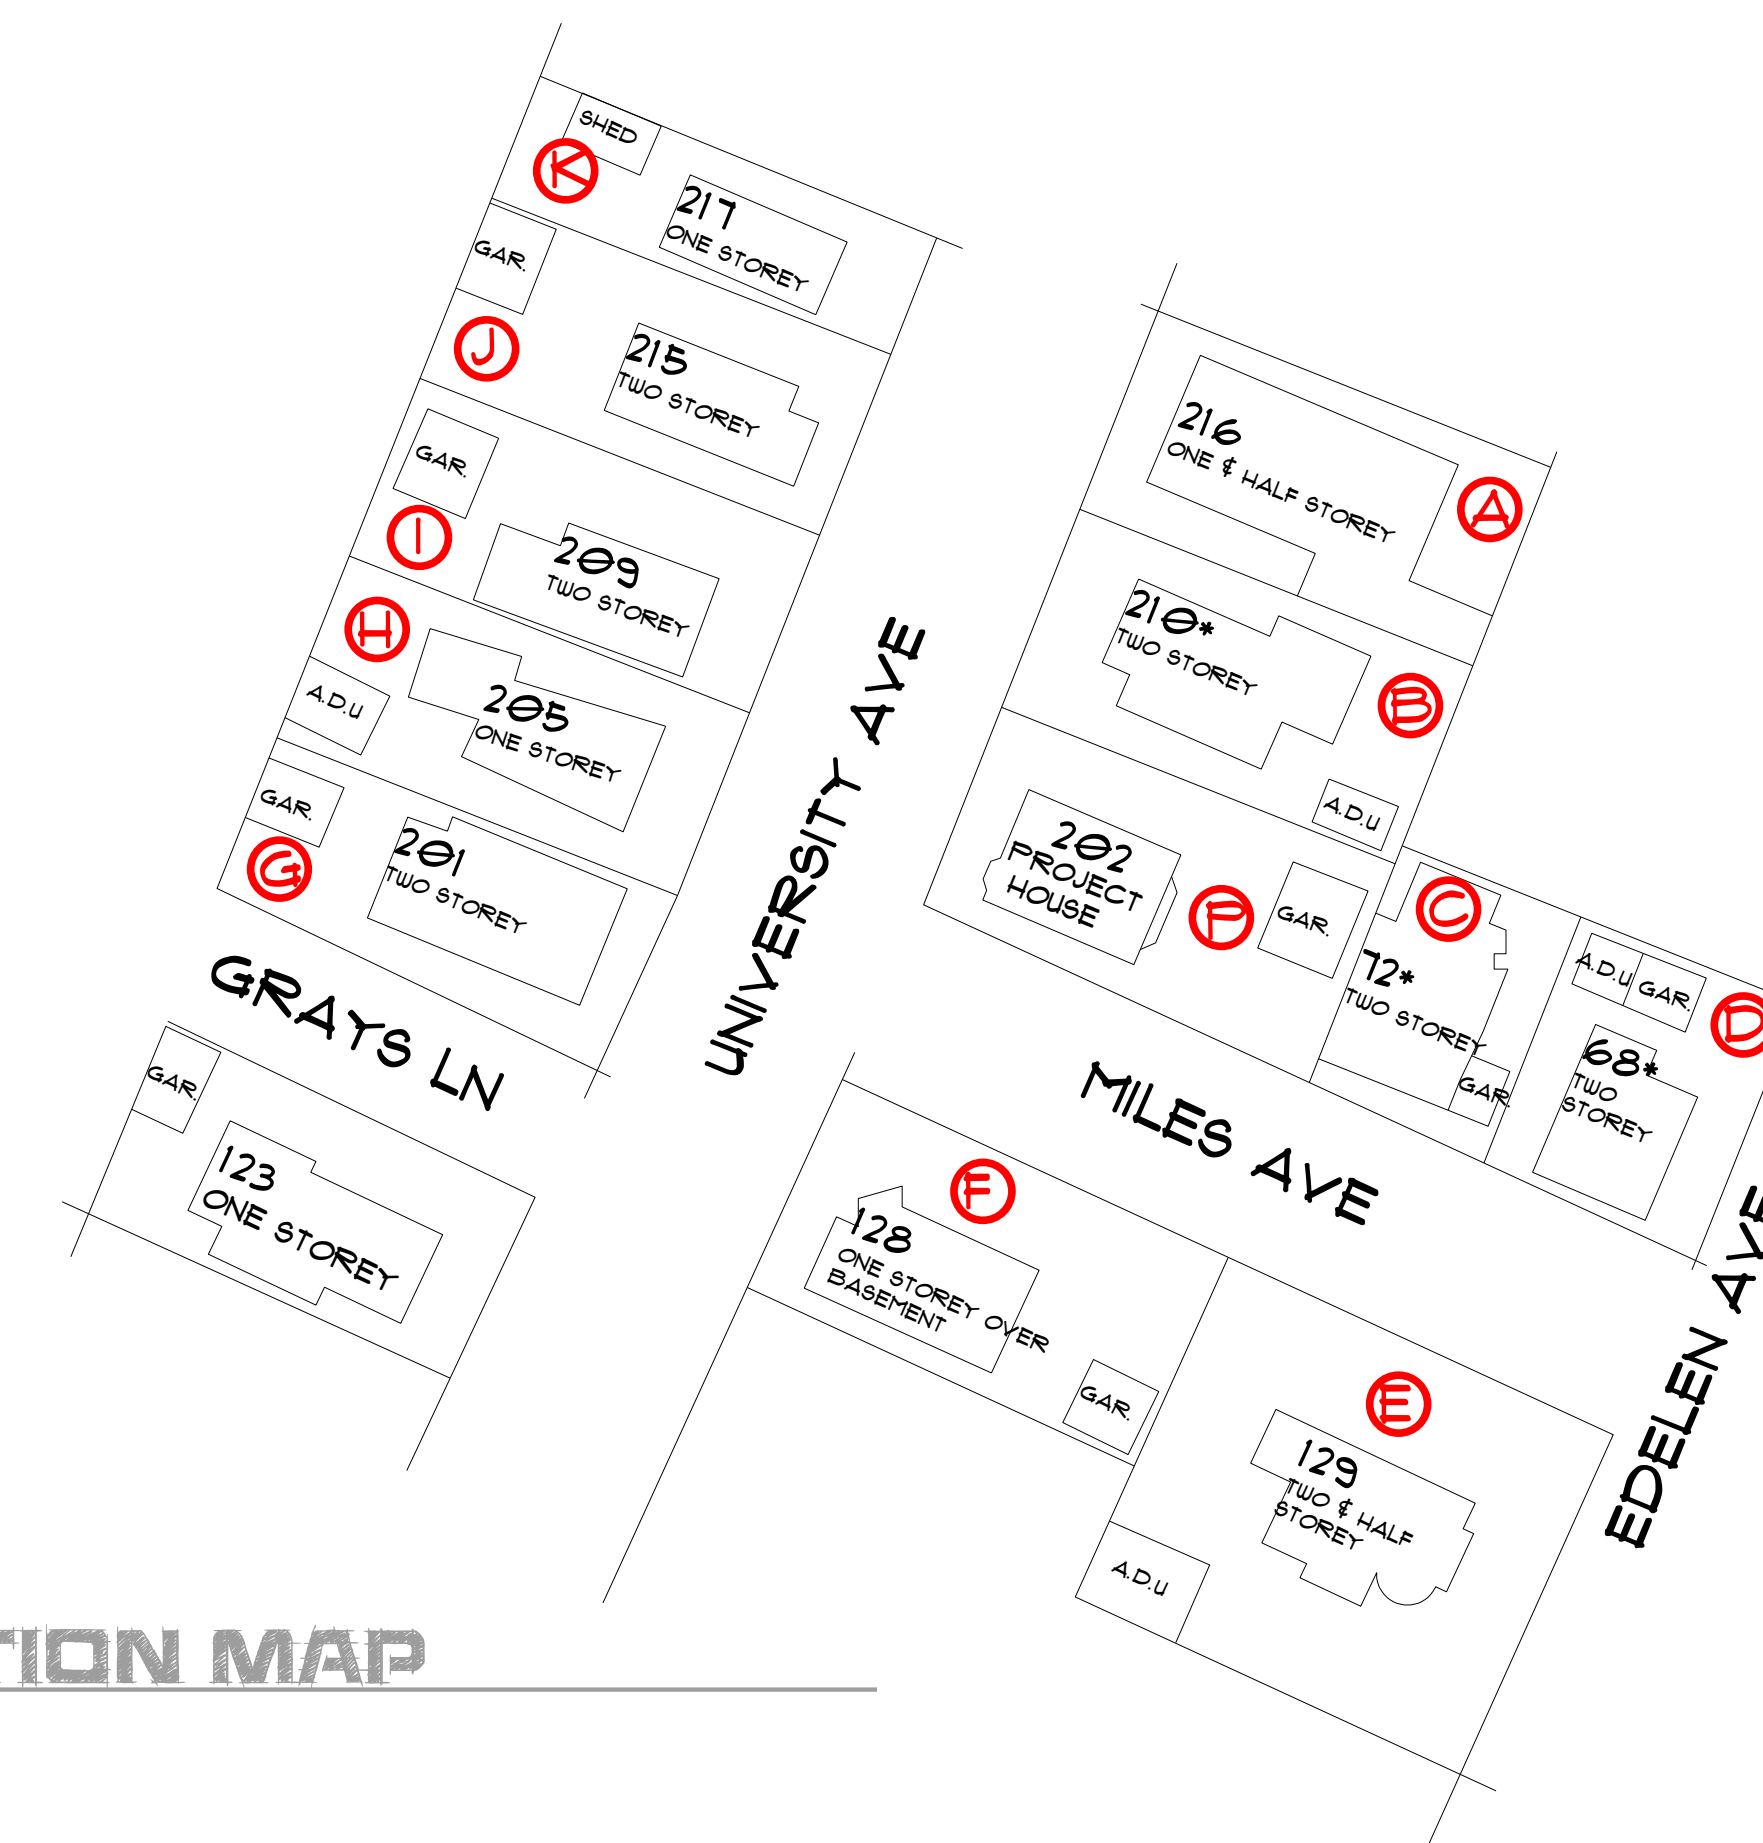 SHED
K
217
ONE STOREY
GAR.
J
215
TWO STOREY
GAR.
I
209
TWO STOREY
H
A.D.U
205
ONE STOREY
GAR.
G
201
TWO STOREY
GRAYS LN
GAR.
123
ONE STOREY
UNIVERSITY AVE
216
ONE & HALF STOREY
A
210*
TWO STOREY
B
A.D.U
202
PROJECT
HOUSE
P
GAR.
C
72*
TWO STOREY
GAR.
A.D.U
GAR.
D
68*
TWO
STOREY
MILES AVE
F
128
ONE STOREY OVER
BASEMENT
GAR.
E
129
TWO & HALF
STOREY
A.D.U
EDELEN AVE
TION MAP